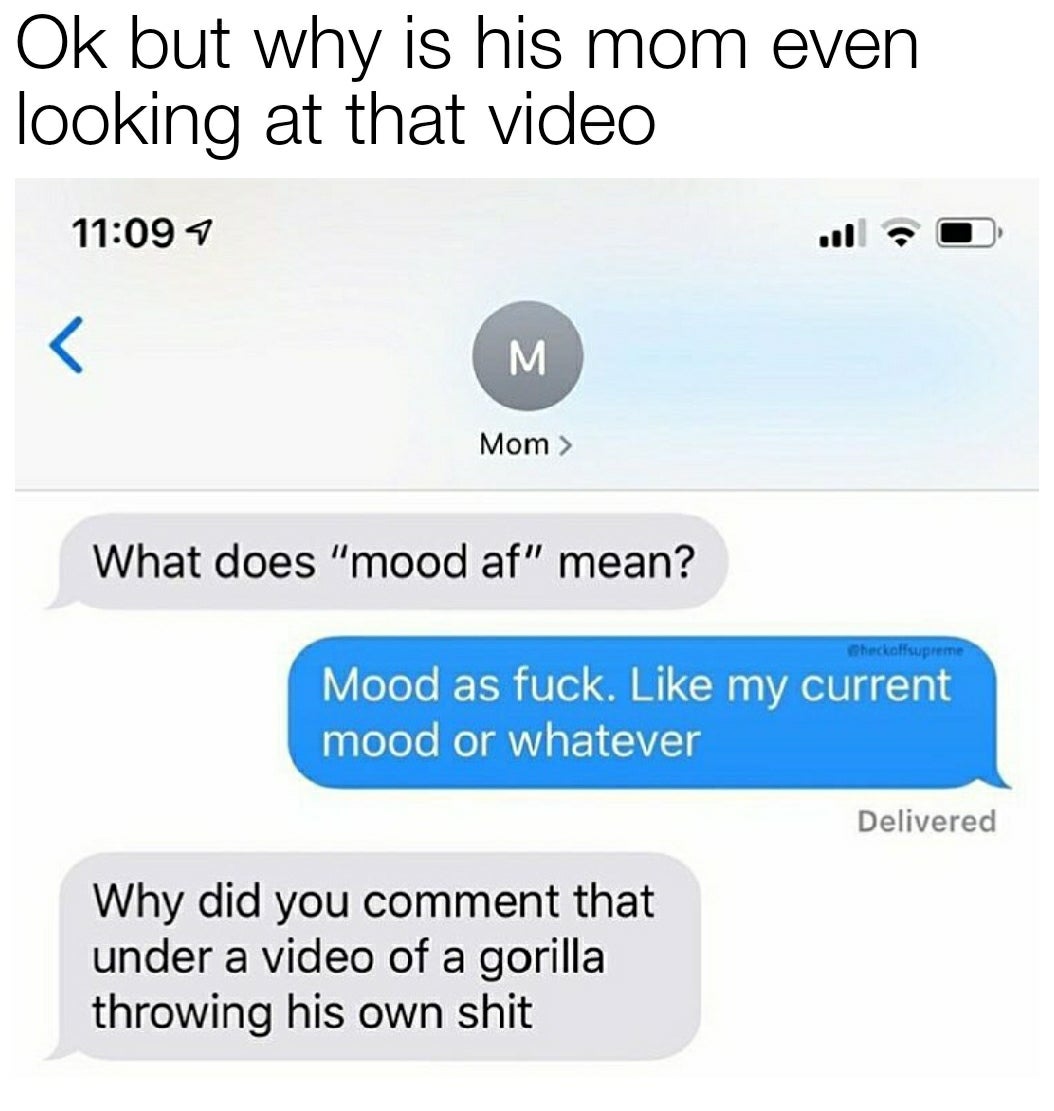 Ok but why is his mom even
looking at that video
11:09
M
Mom >
What does "mood af" mean?
@heckoffsupreme
Mood as fuck. Like my current
mood or whatever
Delivered
Why did you comment that
under a video of a gorilla
throwing his own shit